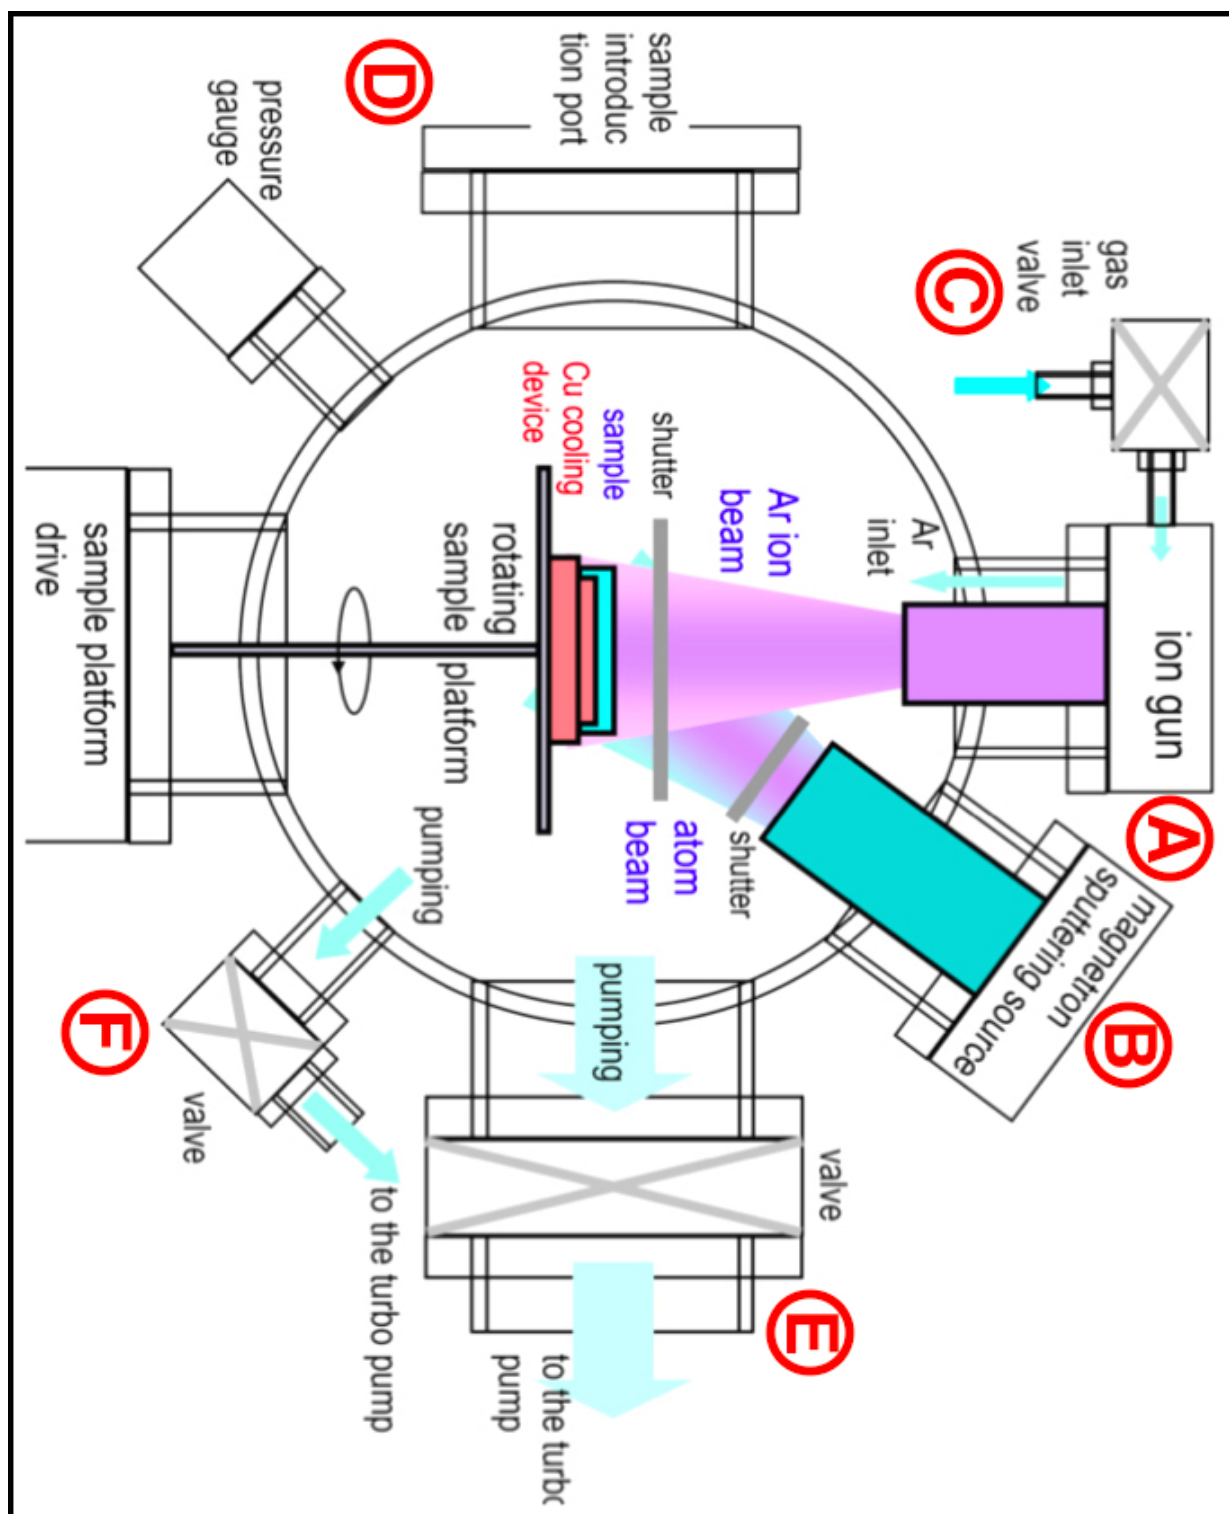 gas
inlet
valve
C
ion gun
A
magnetron
sputtering source
B
Ar
inlet
Ar ion
beam
shutter
valve
E
sample
introduc
tion port
D
shutter
atom
beam
sample
Cu cooling
device
pumping
to the turbo
pump
rotating
sample platform
pumping
to the turbo pump
pressure
gauge
valve
F
sample platform
drive